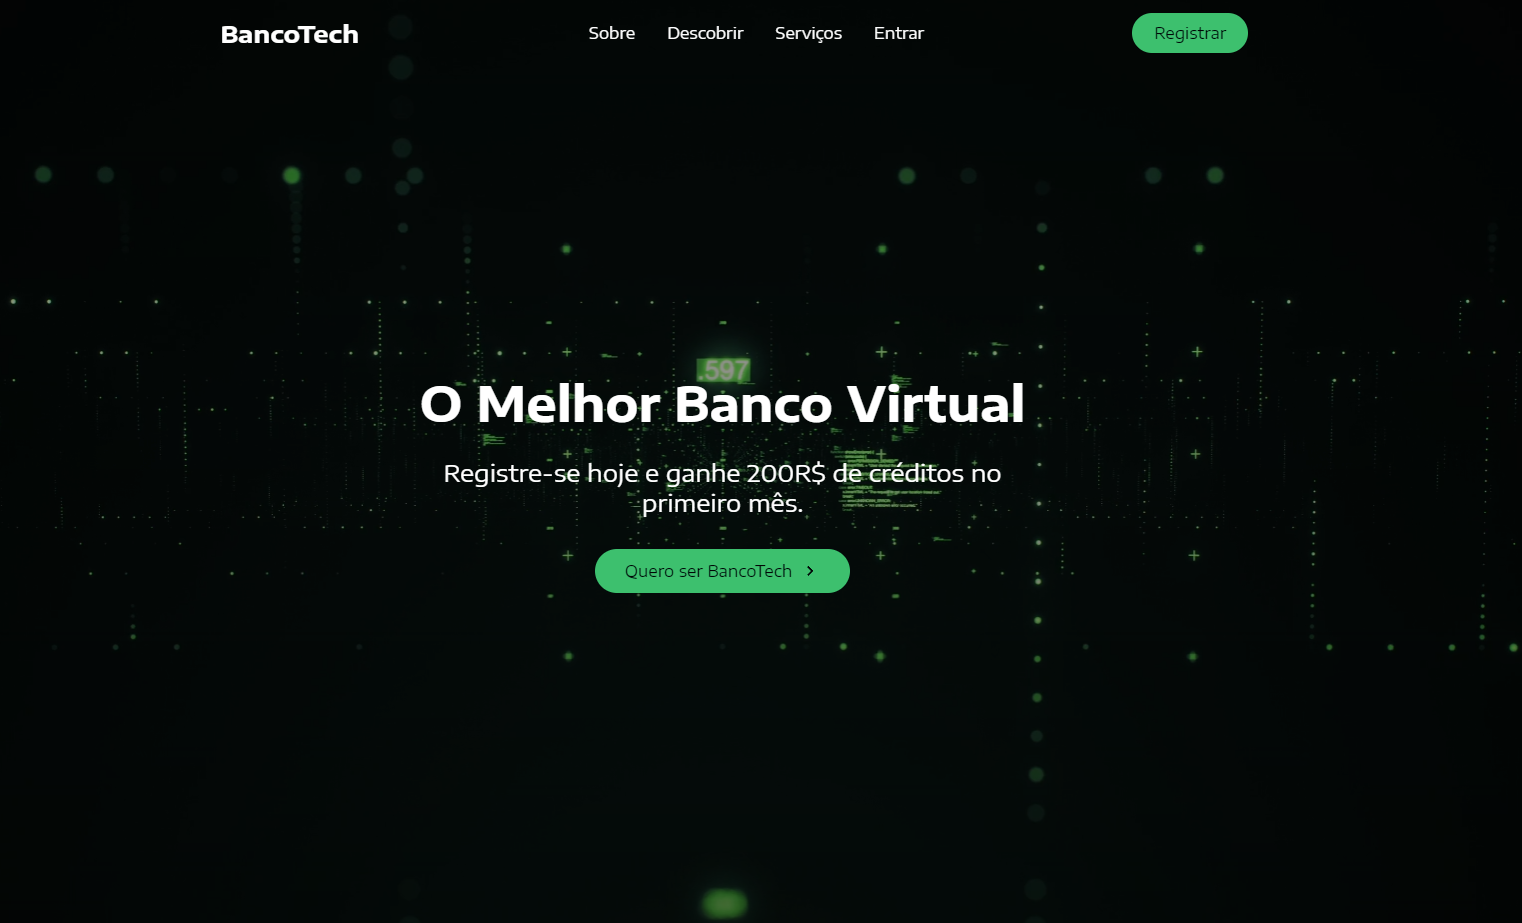 BancoTech
Sobre Descobrir Serviços Entrar
Registrar
.597
O Melhor Banco Virtual
Registre-se hoje e ganhe 200R$ de créditos no
primeiro mês.
Quero ser BancoTech